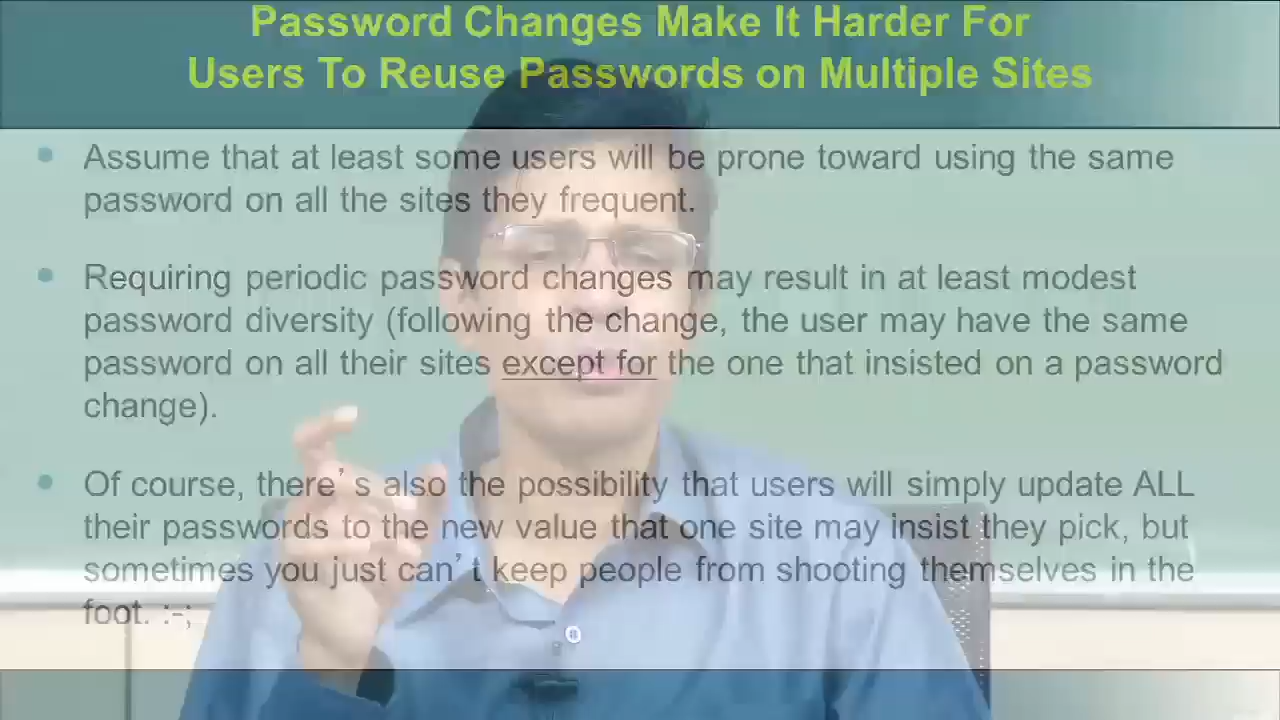 Password Changes Make It Harder For
Users To Reuse Passwords on Multiple Sites
Assume that at least some users will be prone toward using the same
password on all the sites they frequent.
Requiring periodic password changes may result in at least modest
password diversity (following the change, the user may have the same
password on all their sites except for the one that insisted on a password
change).
Of course, there’s also the possibility that users will simply update ALL
their passwords to the new value that one site may insist they pick, but
sometimes you just can’t keep people from shooting themselves in the
foot. :-;